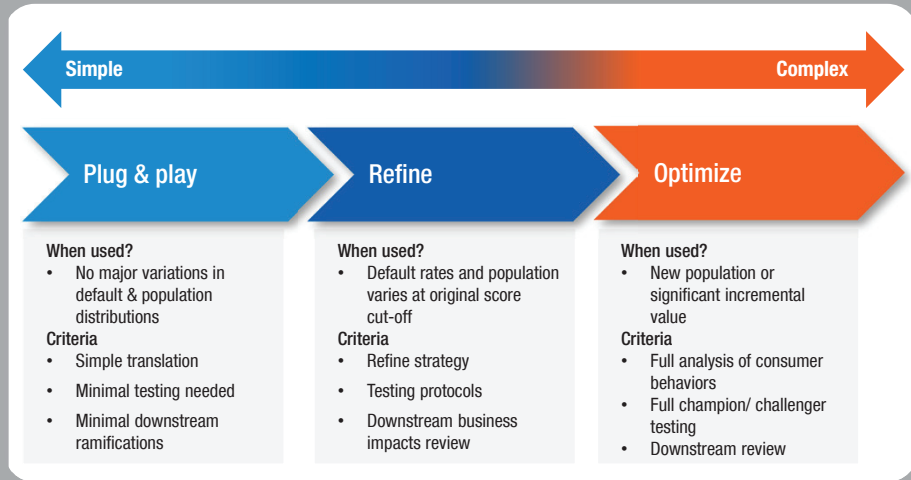 Simple
Complex
Plug & play
Refine
Optimize
When used?
• No major variations in
default & population
distributions
Criteria
• Simple translation
• Minimal testing needed
• Minimal downstream
ramifications
When used?
• Default rates and population
varies at original score
cut-off
Criteria
• Refine strategy
• Testing protocols
• Downstream business
impacts review
When used?
• New population or
significant incremental
value
Criteria
• Full analysis of consumer
behaviors
• Full champion/ challenger
testing
• Downstream review